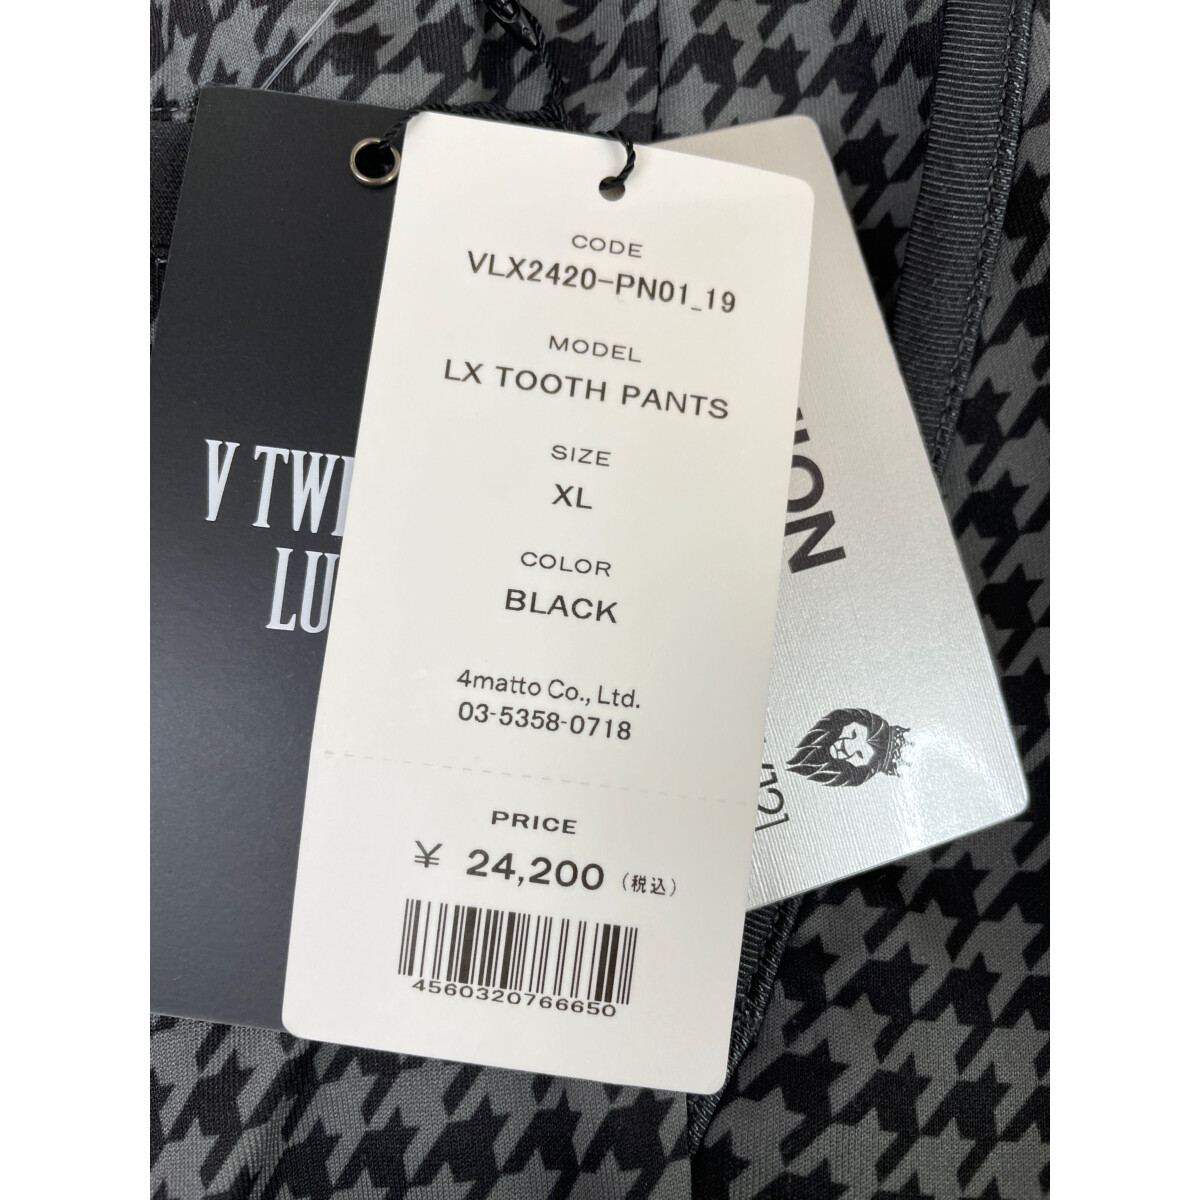 CODE
VLX2420-PN01_19
MODEL
LX TOOTH PANTS
SIZE
XL
COLOR
BLACK
4matto Co., Ltd.
03-5358-0718
PRICE
¥ 24,200 (税込)
4560320766650
V